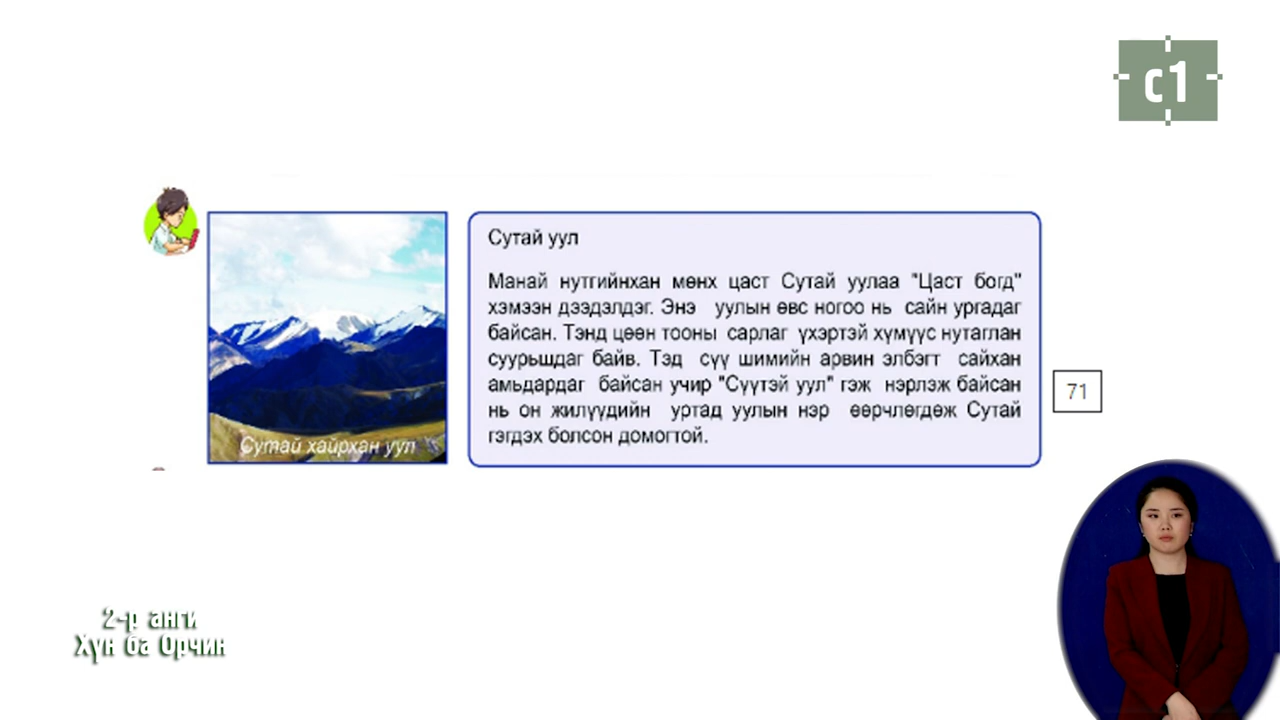 c1
Сутай уул
Манай нутгийнхан мөнх цаст Сутай уулаа "Цаст богд"
хэмээн дээдэлдэг. Энэ уулын өвс ногоо нь сайн ургадаг
байсан. Тэнд цөөн тооны сарлаг үхэртэй хүмүүс нутаглан
суурьшдаг байв. Тэд сүү шимийн арвин элбэгт сайхан
амьдардаг байсан учир "Сүүтэй уул" гэж нэрлэж байсан
нь он жилүүдийн уртад уулын нэр өөрчлөгдөж Сутай
гэгдэх болсон домогтой.
Сутай хайрхан уул
71
2-р анги
Хүн ба Орчин